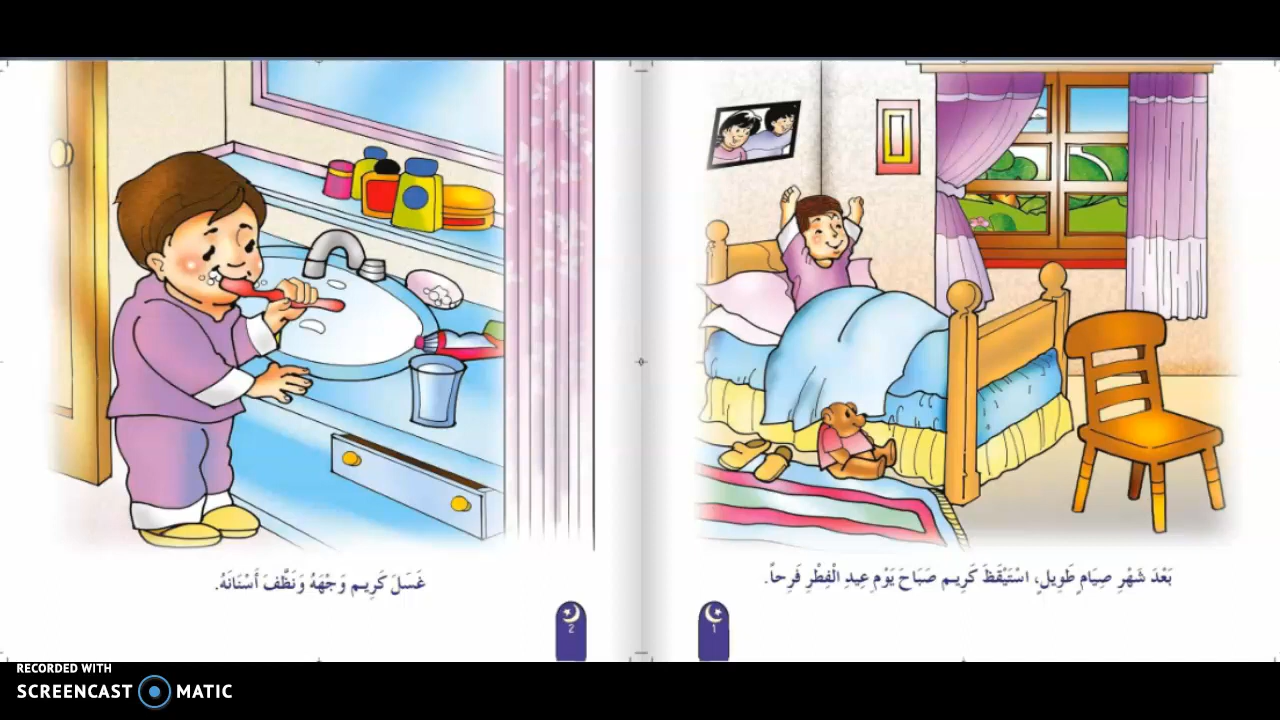 بَعْدَ شَهْرِ صِيَامٍ طَوِيلٍ، اسْتَيْقَظَ كَرِيم صَبَاحَ يَوْمِ عِيدِ الْفِطْرِ فَرِحاً.
1
غَسَلَ كَرِيم وَجْهَهُ وَنَظَّفَ أَسْنَانَهُ.
2
RECORDED WITH
SCREENCAST MATIC